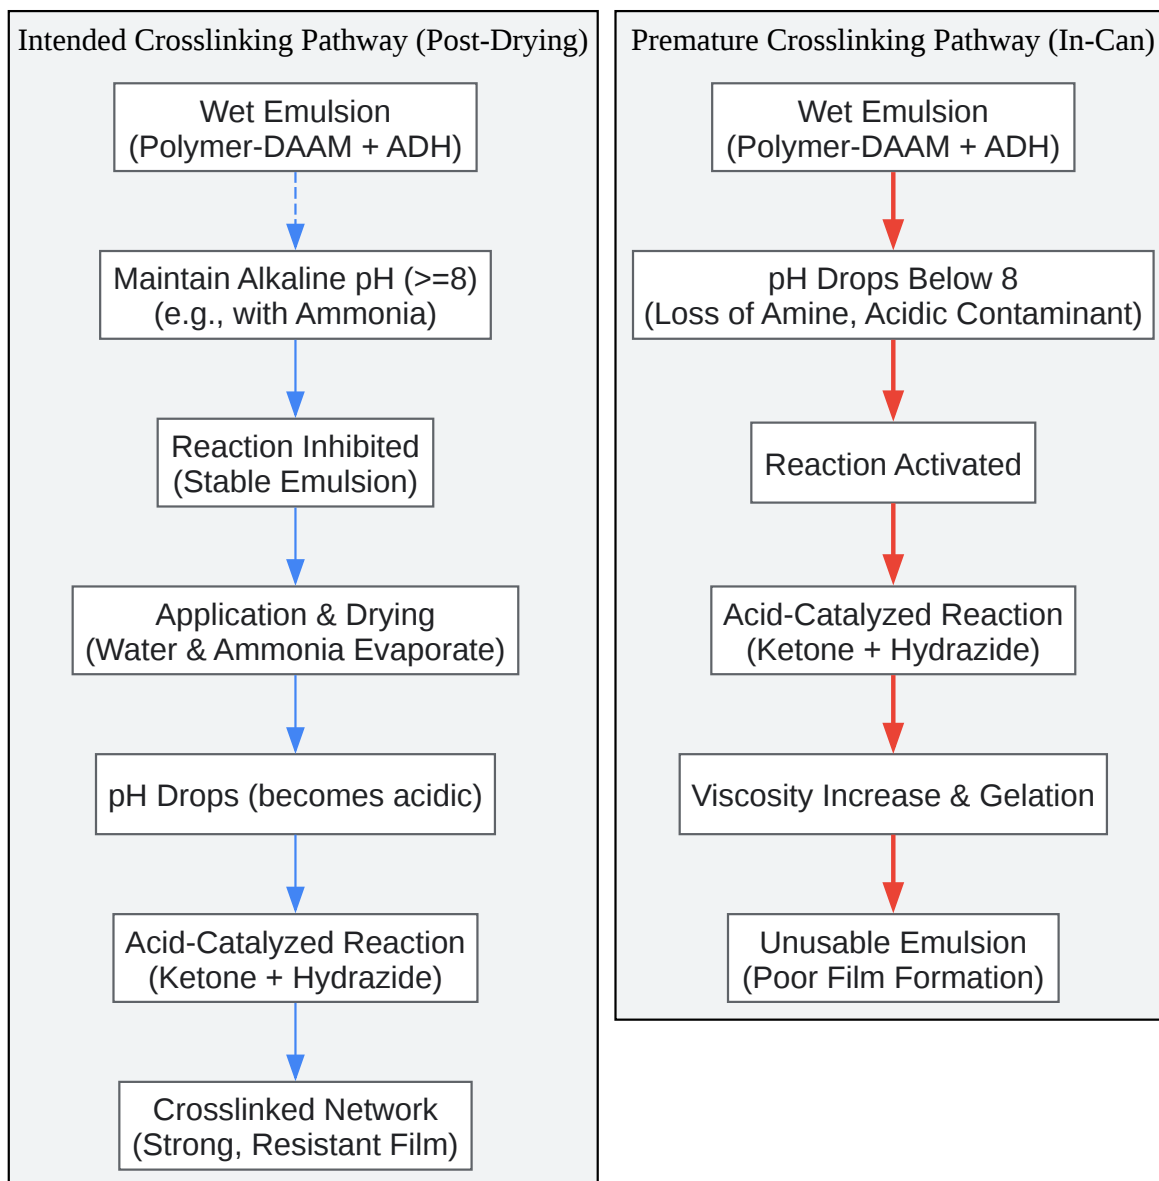 Intended Crosslinking Pathway (Post-Drying)
Wet Emulsion
(Polymer-DAAM + ADH)
Maintain Alkaline pH (>=8)
(e.g., with Ammonia)
Reaction Inhibited
(Stable Emulsion)
Application & Drying
(Water & Ammonia Evaporate)
pH Drops (becomes acidic)
Acid-Catalyzed Reaction
(Ketone + Hydrazide)
Crosslinked Network
(Strong, Resistant Film)
Premature Crosslinking Pathway (In-Can)
Wet Emulsion
(Polymer-DAAM + ADH)
pH Drops Below 8
(Loss of Amine, Acidic Contaminant)
Reaction Activated
Acid-Catalyzed Reaction
(Ketone + Hydrazide)
Viscosity Increase & Gelation
Unusable Emulsion
(Poor Film Formation)